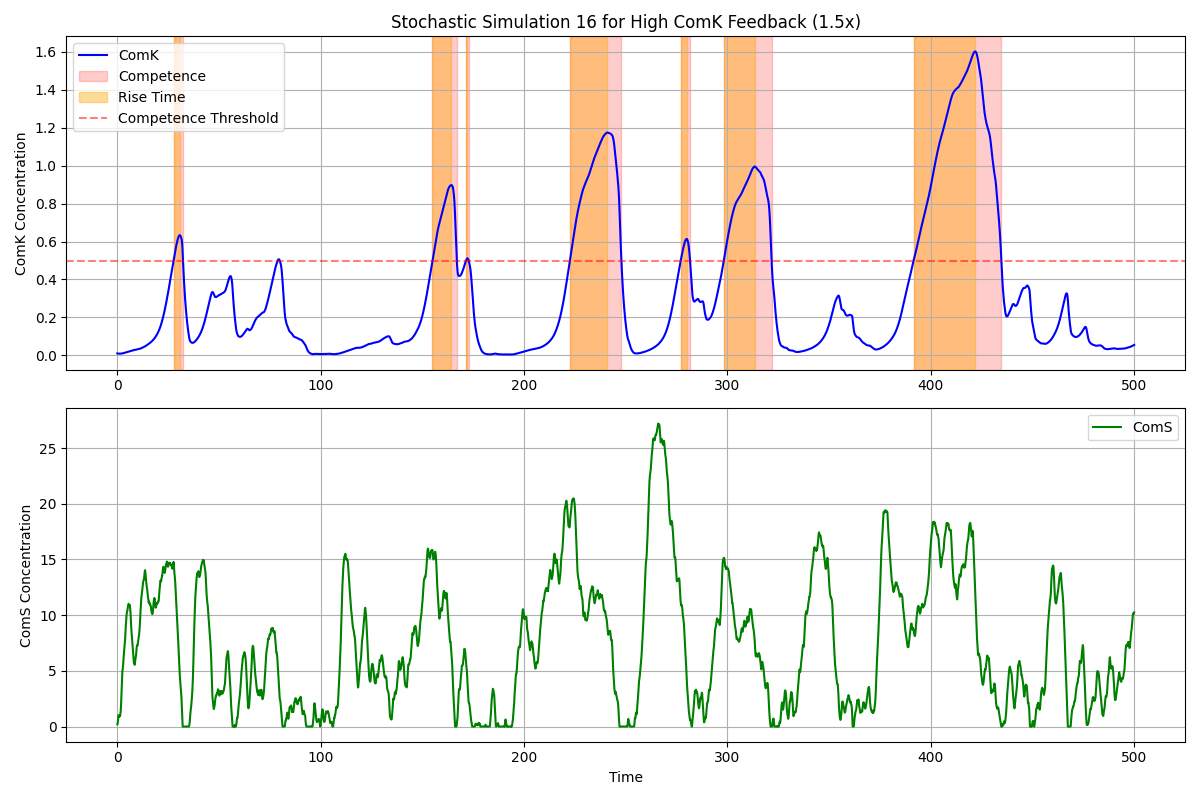 Stochastic Simulation 16 for High ComK Feedback (1.5x)
ComK Concentration
1.6
1.4
1.2
1.0
0.8
0.6
0.4
0.2
0.0
ComK
Competence
Rise Time
Competence Threshold
0 100 200 300 400 500
ComS Concentration
25
20
15
10
5
0
ComS
0 100 200 300 400 500
Time